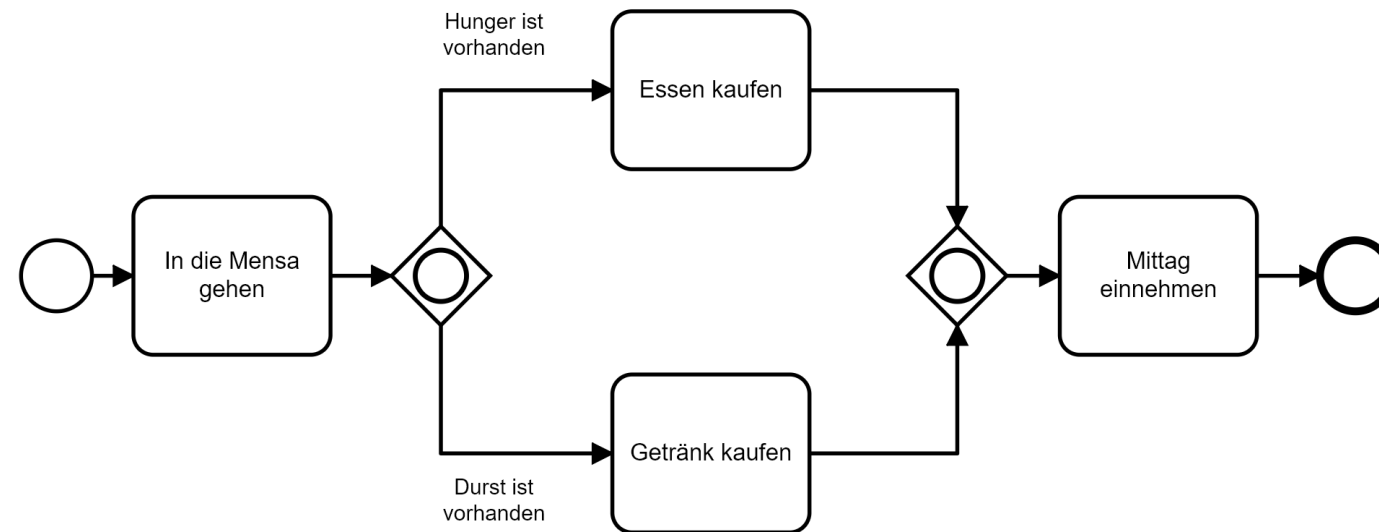 Hunger ist
vorhanden
Essen kaufen
In die Mensa
gehen
Mittag
einnehmen
Getränk kaufen
Durst ist
vorhanden